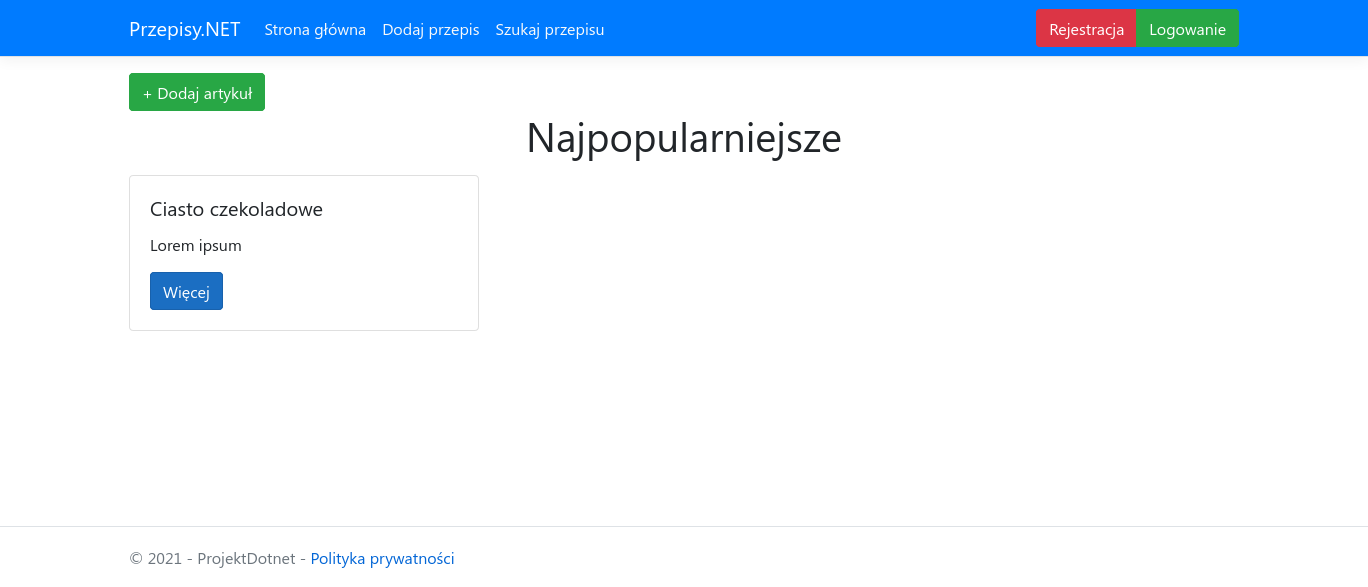 Przepisy.NET Strona główna Dodaj przepis Szukaj przepisu Rejestracja Logowanie
+ Dodaj artykuł
Najpopularniejsze
Ciasto czekoladowe
Lorem ipsum
Więcej
© 2021 - ProjektDotnet - Polityka prywatności